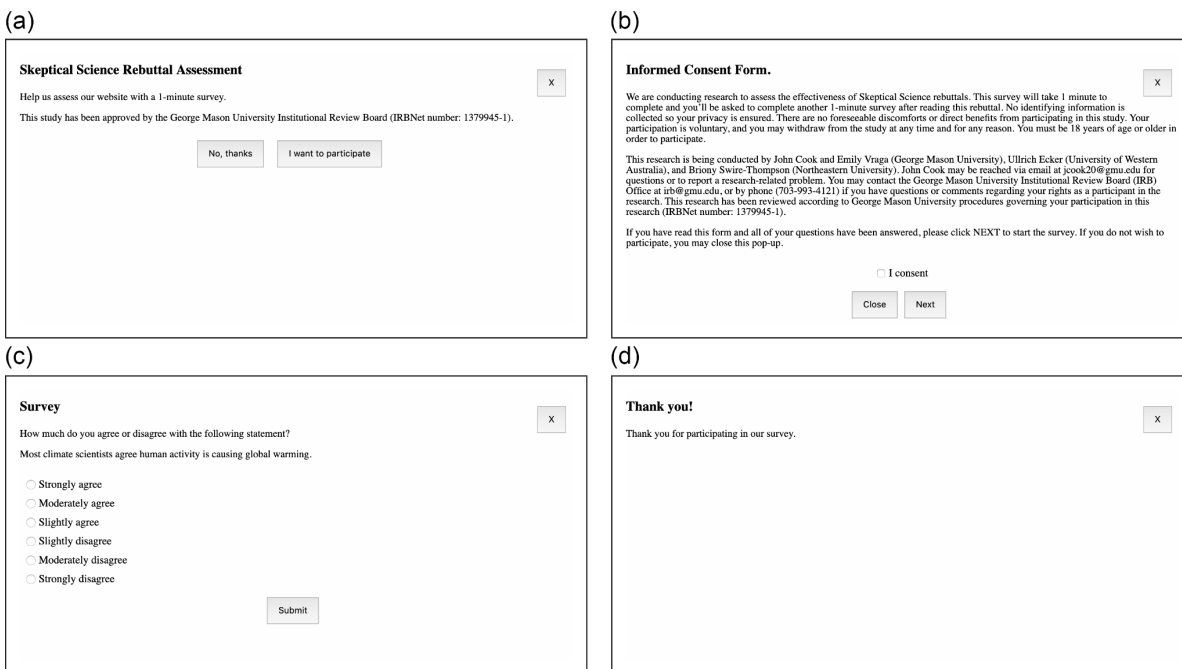 (a)
Skeptical Science Rebuttal Assessment
X
Help us assess our website with a 1-minute survey.
This study has been approved by the George Mason University Institutional Review Board (IRBNet number: 1379945-1).
No, thanks
I want to participate
(b)
Informed Consent Form.
X
We are conducting research to assess the effectiveness of Skeptical Science rebuttals. This survey will take 1 minute to
complete and you'll be asked to complete another 1-minute survey after reading this rebuttal. No identifying information is
collected so your privacy is ensured. There are no foreseeable discomforts or direct benefits from participating in this study. Your
participation is voluntary, and you may withdraw from the study at any time and for any reason. You must be 18 years of age or older in
order to participate.
This research is being conducted by John Cook and Emily Vraga (George Mason University), Ullrich Ecker (University of Western
Australia), and Briony Swire-Thompson (Northeastern University). John Cook may be reached via email at jcook20@gmu.edu for
questions or to report a research-related problem. You may contact the George Mason University Institutional Review Board (IRB)
Office at irb@gmu.edu, or by phone (703-993-4121) if you have questions or comments regarding your rights as a participant in the
research. This research has been reviewed according to George Mason University procedures governing your participation in this
research (IRBNet number: 1379945-1).
If you have read this form and all of your questions have been answered, please click NEXT to start the survey. If you do not wish to
participate, you may close this pop-up.
I consent
Close
Next
(c)
Survey
X
How much do you agree or disagree with the following statement?
Most climate scientists agree human activity is causing global warming.
Strongly agree
Moderately agree
Slightly agree
Slightly disagree
Moderately disagree
Strongly disagree
Submit
(d)
Thank you!
X
Thank you for participating in our survey.